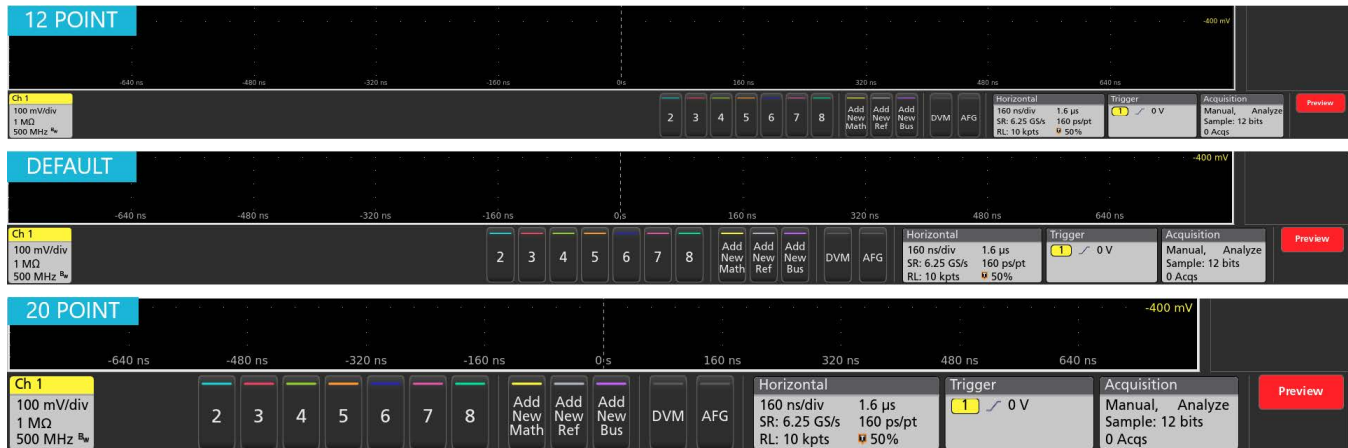 12 POINT
-400 mV
-640 ns -480 ns -320 ns -160 ns 0 s 160 ns 320 ns 480 ns 640 ns
Ch 1
100 mV/div
1 MΩ
500 MHz Bw
2 3 4 5 6 7 8
Add New Math
Add New Ref
Add New Bus
DVM
AFG
Horizontal
160 ns/div 1.6 µs
SR: 6.25 GS/s 160 ps/pt
RL: 10 kpts 50%
Trigger
1 0 V
Acquisition
Manual, Analyze
Sample: 12 bits
0 Acqs
Preview
DEFAULT
-400 mV
-640 ns -480 ns -320 ns -160 ns 0 s 160 ns 320 ns 480 ns 640 ns
Ch 1
100 mV/div
1 MΩ
500 MHz Bw
2 3 4 5 6 7 8
Add New Math
Add New Ref
Add New Bus
DVM
AFG
Horizontal
160 ns/div 1.6 µs
SR: 6.25 GS/s 160 ps/pt
RL: 10 kpts 50%
Trigger
1 0 V
Acquisition
Manual, Analyze
Sample: 12 bits
0 Acqs
Preview
20 POINT
-400 mV
-640 ns -480 ns -320 ns -160 ns 0 s 160 ns 320 ns 480 ns 640 ns
Ch 1
100 mV/div
1 MΩ
500 MHz Bw
2 3 4 5 6 7 8
Add New Math
Add New Ref
Add New Bus
DVM
AFG
Horizontal
160 ns/div 1.6 µs
SR: 6.25 GS/s 160 ps/pt
RL: 10 kpts 50%
Trigger
1 0 V
Acquisition
Manual, Analyze
Sample: 12 bits
0 Acqs
Preview